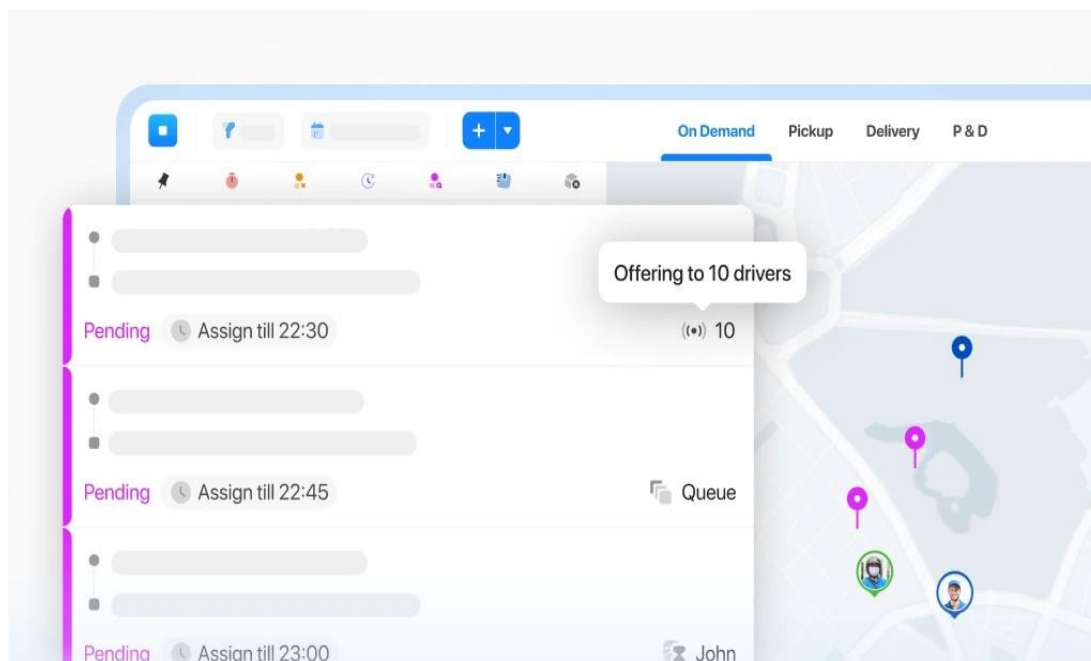 On Demand Pickup Delivery P & D
Offering to 10 drivers
Pending Assign till 22:30 10
Pending Assign till 22:45 Queue
Pending Assign till 23:00 John